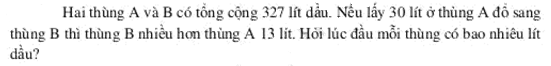 Hai thùng A và B có tổng cộng 327 lít dầu. Nếu lấy 30 lít ở thùng A đổ sang
thùng B thì thùng B nhiều hơn thùng A 13 lít. Hỏi lúc đầu mỗi thùng có bao nhiêu lít
dầu?